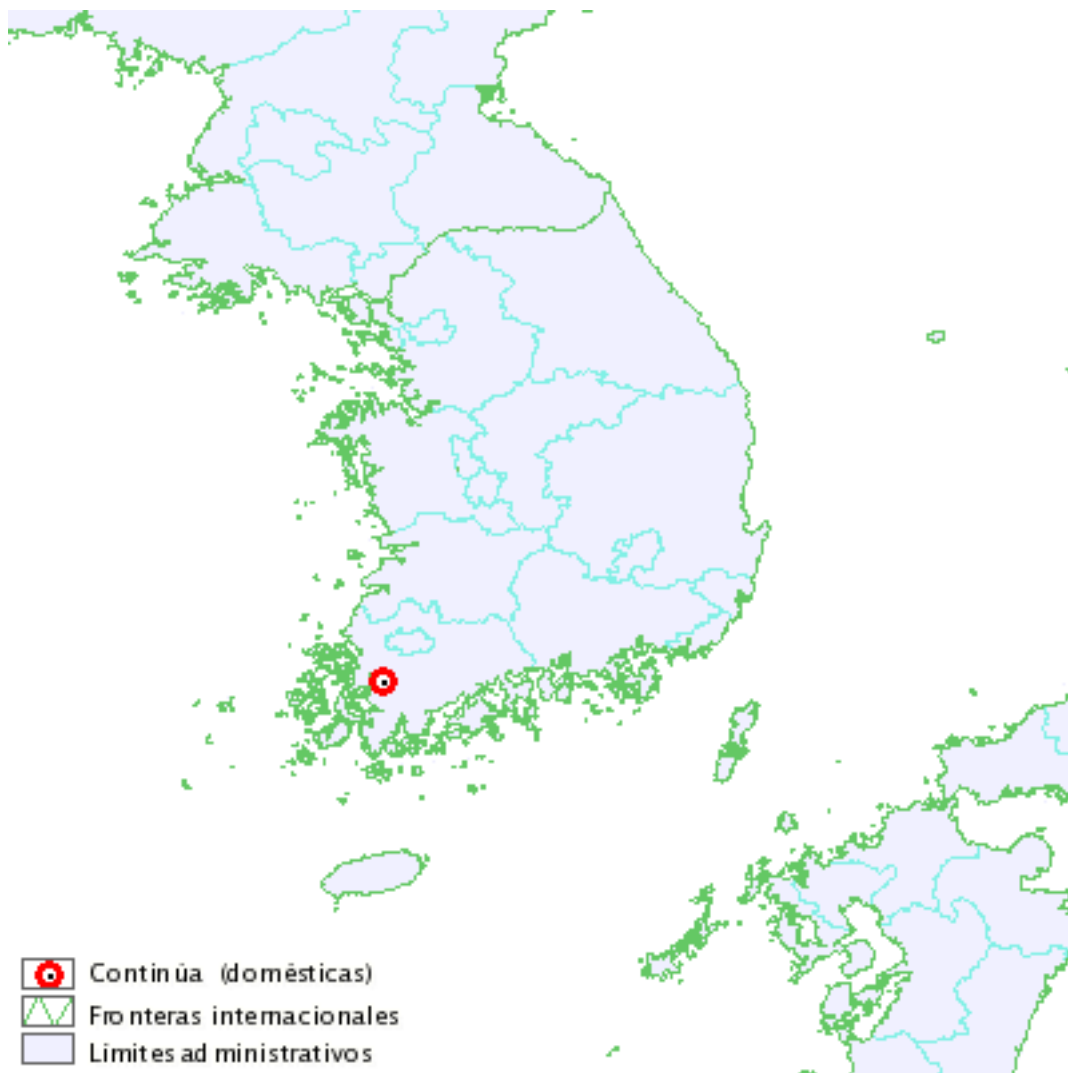 Continúa (domésticas)
Fronteras internacionales
Límites administrativos